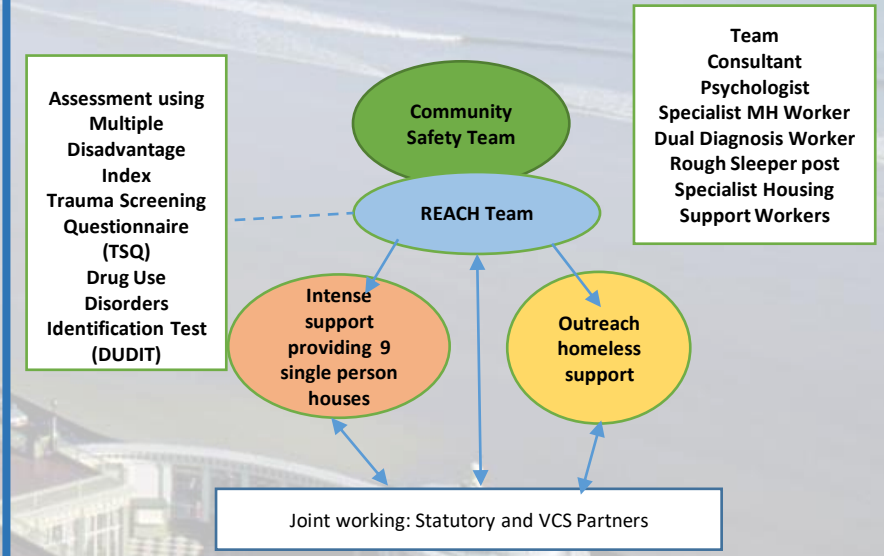 Assessment using
Multiple
Disadvantage
Index
Trauma Screening
Questionnaire
(TSQ)
Drug Use
Disorders
Identification Test
(DUDIT)
Community
Safety Team
REACH Team
Team
Consultant
Psychologist
Specialist MH Worker
Dual Diagnosis Worker
Rough Sleeper post
Specialist Housing
Support Workers
Intense
support
providing 9
single person
houses
Outreach
homeless
support
Joint working: Statutory and VCS Partners